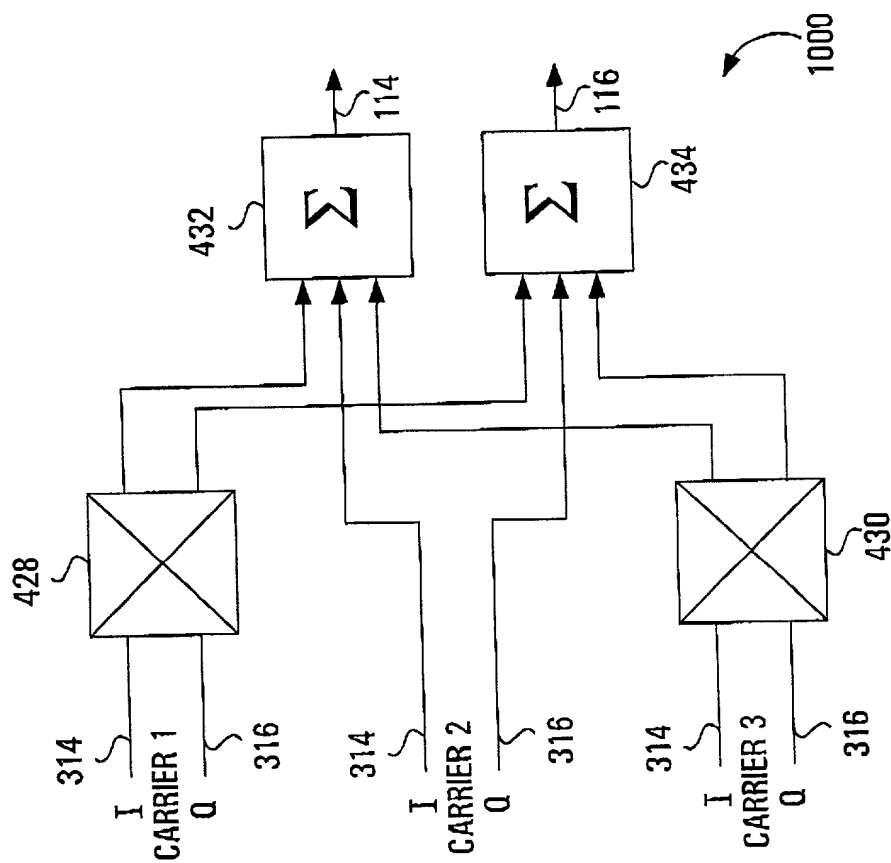 428
314
I
CARRIER 1
Q
316
432
Σ
114
314
I
CARRIER 2
Q
316
Σ
116
434
314
I
CARRIER 3
Q
316
430
1000